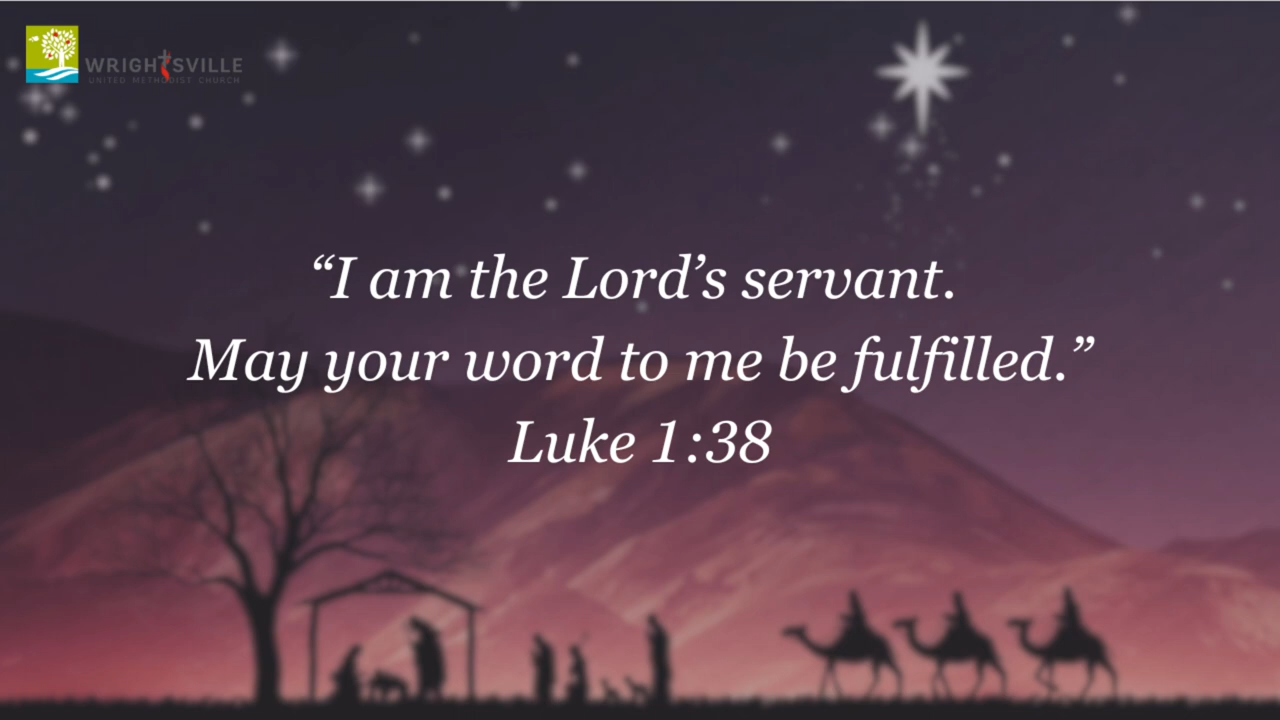 WRIGHTSVILLE
UNITED METHODIST CHURCH
“I am the Lord’s servant.
May your word to me be fulfilled.”
Luke 1:38